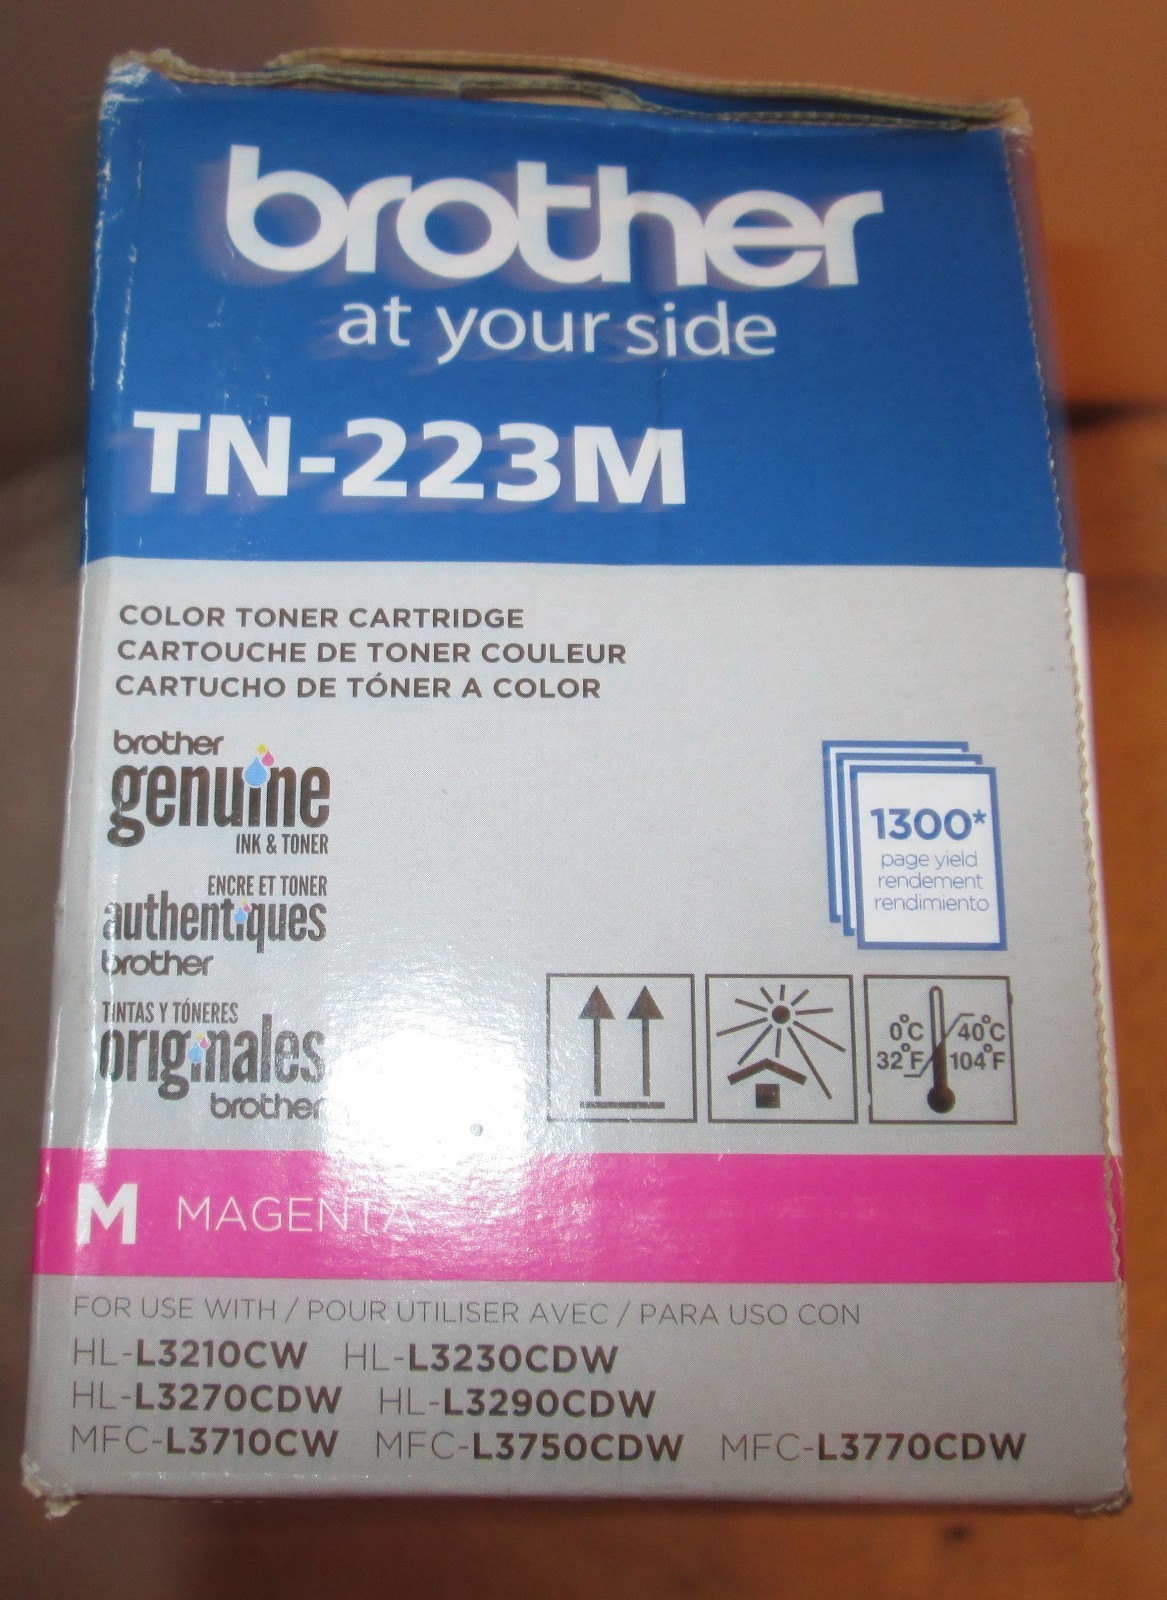 brother
at your side
TN-223M
COLOR TONER CARTRIDGE
CARTOUCHE DE TONER COULEUR
CARTUCHO DE TÓNER A COLOR
brother
genuine
INK & TONER
ENCRE ET TONER
authentiques
brother
TINTAS Y TÓNERES
originales
brother
1300*
page yield
rendement
rendimiento
0°C 40°C
32°F 104°F
M MAGENTA
FOR USE WITH / POUR UTILISER AVEC / PARA USO CON
HL-L3210CW HL-L3230CDW
HL-L3270CDW HL-L3290CDW
MFC-L3710CW MFC-L3750CDW MFC-L3770CDW